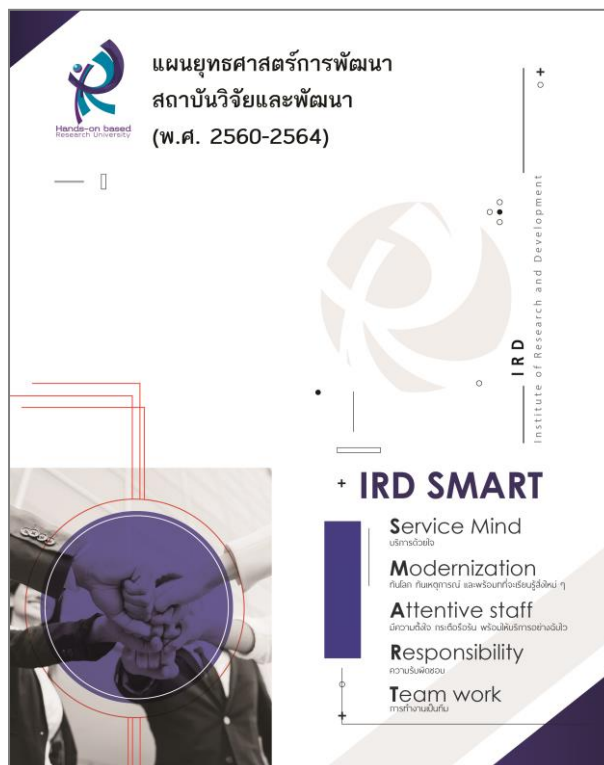 แผนยุทธศาสตร์การพัฒนา
สถาบันวิจัยและพัฒนา
(พ.ศ. 2560-2564)
Hands-on based
Research University
IRD
Institute of Research and Development
IRD SMART
Service Mind
บริการด้วยใจ
Modernization
ทันโลก ทันเหตุการณ์ และพร้อมที่จะเรียนรู้สิ่งใหม่ ๆ
Attentive staff
มีความตั้งใจ กระตือรือร้น พร้อมให้บริการอย่างฉับไว
Responsibility
ความรับผิดชอบ
Team work
การทำงานเป็นทีม